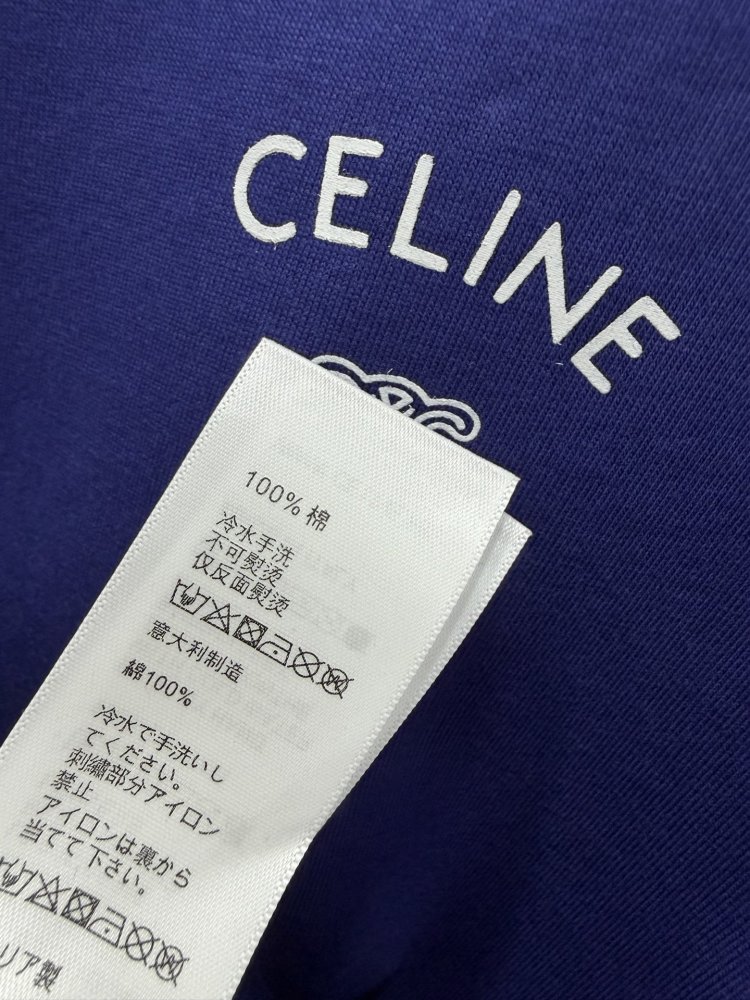 CELINE
100% 棉
冷水手洗
不可熨烫
仅反面熨烫
意大利制造
綿100%
冷水で手洗いし
てください。
刺繍部分アイロン
禁止
アイロンは裏から
当てて下さい。
リア製